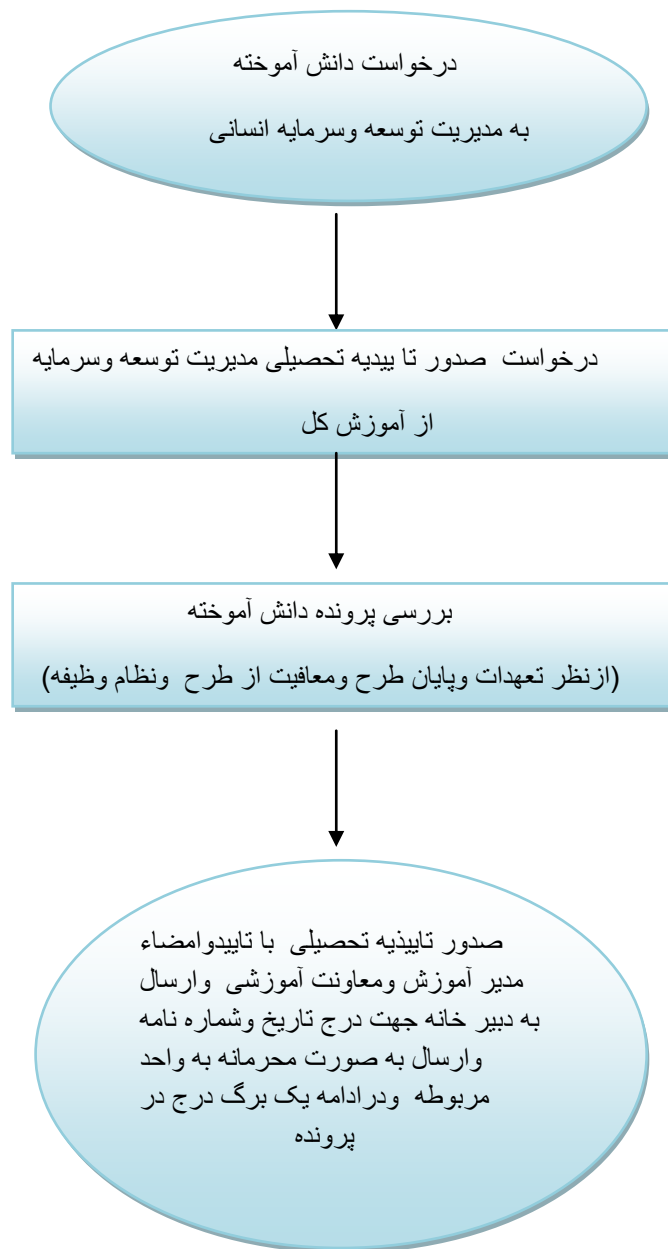 درخواست دانش آموخته
به مدیریت توسعه وسرمایه انسانی
درخواست صدور تا ییدیه تحصیلی مدیریت توسعه وسرمایه
از آموزش کل
بررسی پرونده دانش آموخته
(ازنظر تعهدات وپایان طرح ومعافیت از طرح ونظام وظیفه)
صدور تاییذیه تحصیلی با تاییدوامضاء
مدیر آموزش ومعاونت آموزشی وارسال
به دبیر خانه جهت درج تاریخ وشماره نامه
وارسال به صورت محرمانه به واحد
مربوطه ودرادامه یک برگ درج در
پرونده